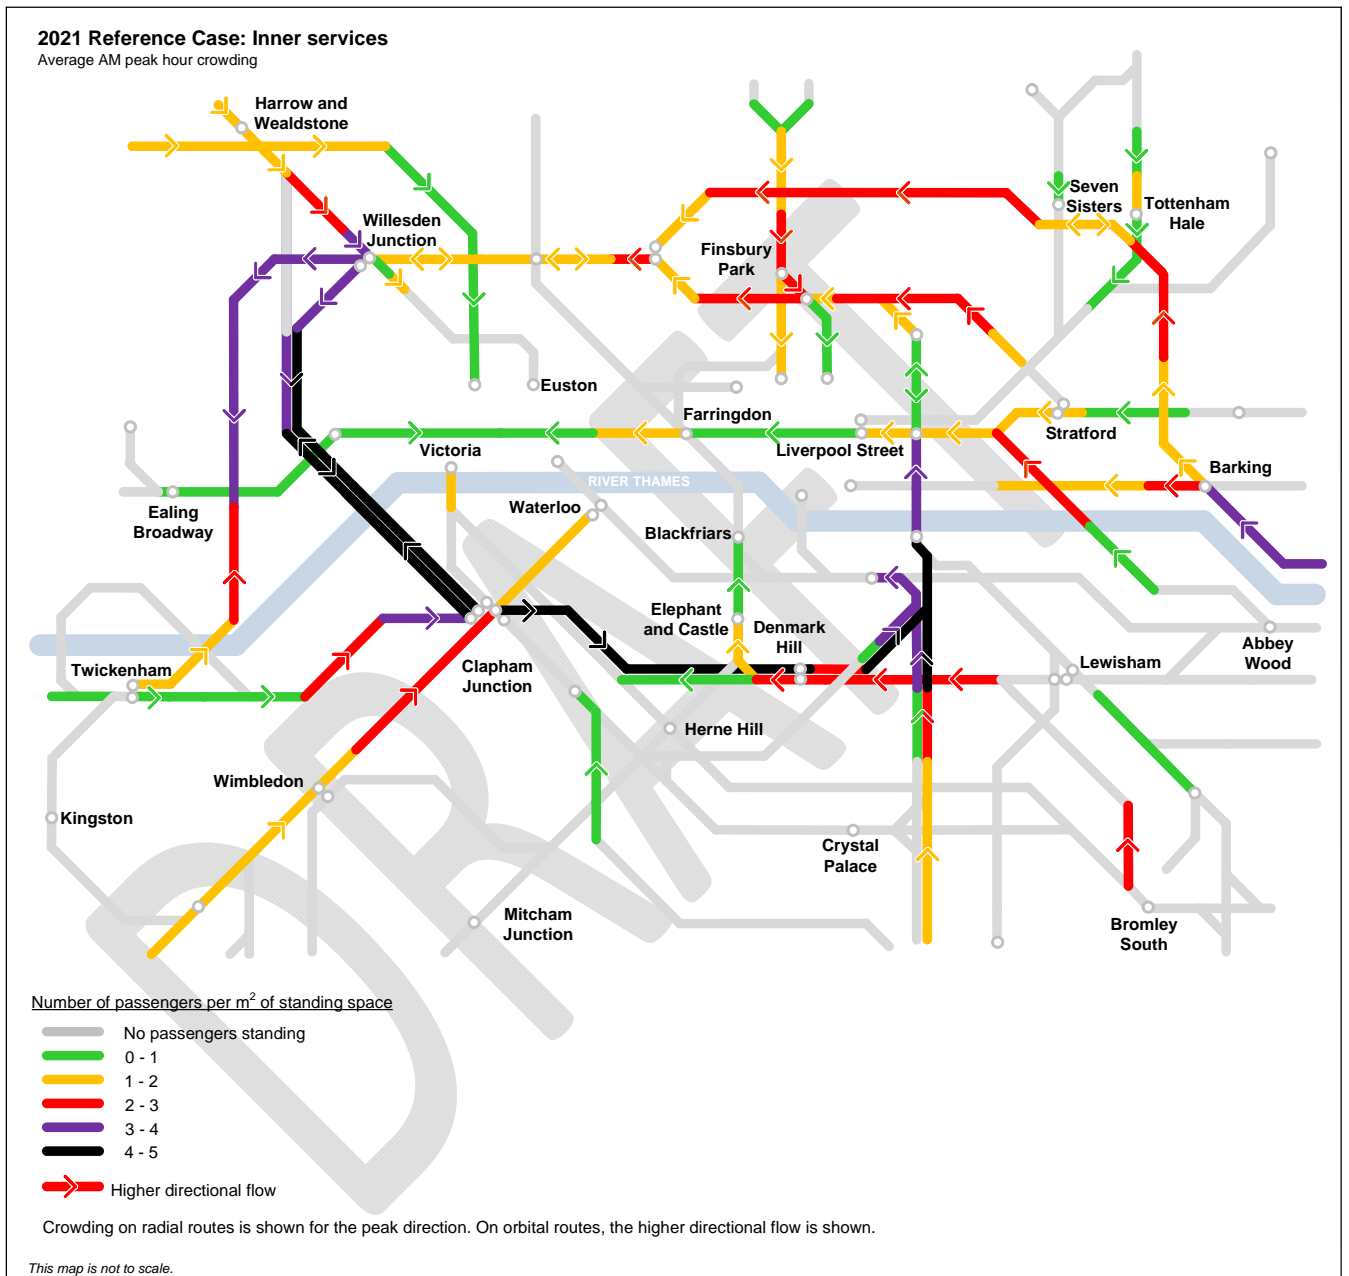 2021 Reference Case: Inner services
Average AM peak hour crowding
Harrow and
Wealdstone
Willesden
Junction
Finsbury
Park
Seven
Sisters
Tottenham
Hale
Euston
Farringdon
Victoria
Liverpool Street
Stratford
Barking
RIVER THAMES
Ealing
Broadway
Waterloo
Blackfriars
Elephant
and Castle
Denmark
Hill
Abbey
Wood
Twickenham
Clapham
Junction
Lewisham
Herne Hill
Wimbledon
Kingston
Crystal
Palace
Mitcham
Junction
Bromley
South
DRAFT
Number of passengers per m² of standing space
No passengers standing
0 - 1
1 - 2
2 - 3
3 - 4
4 - 5
Higher directional flow
Crowding on radial routes is shown for the peak direction. On orbital routes, the higher directional flow is shown.
This map is not to scale.